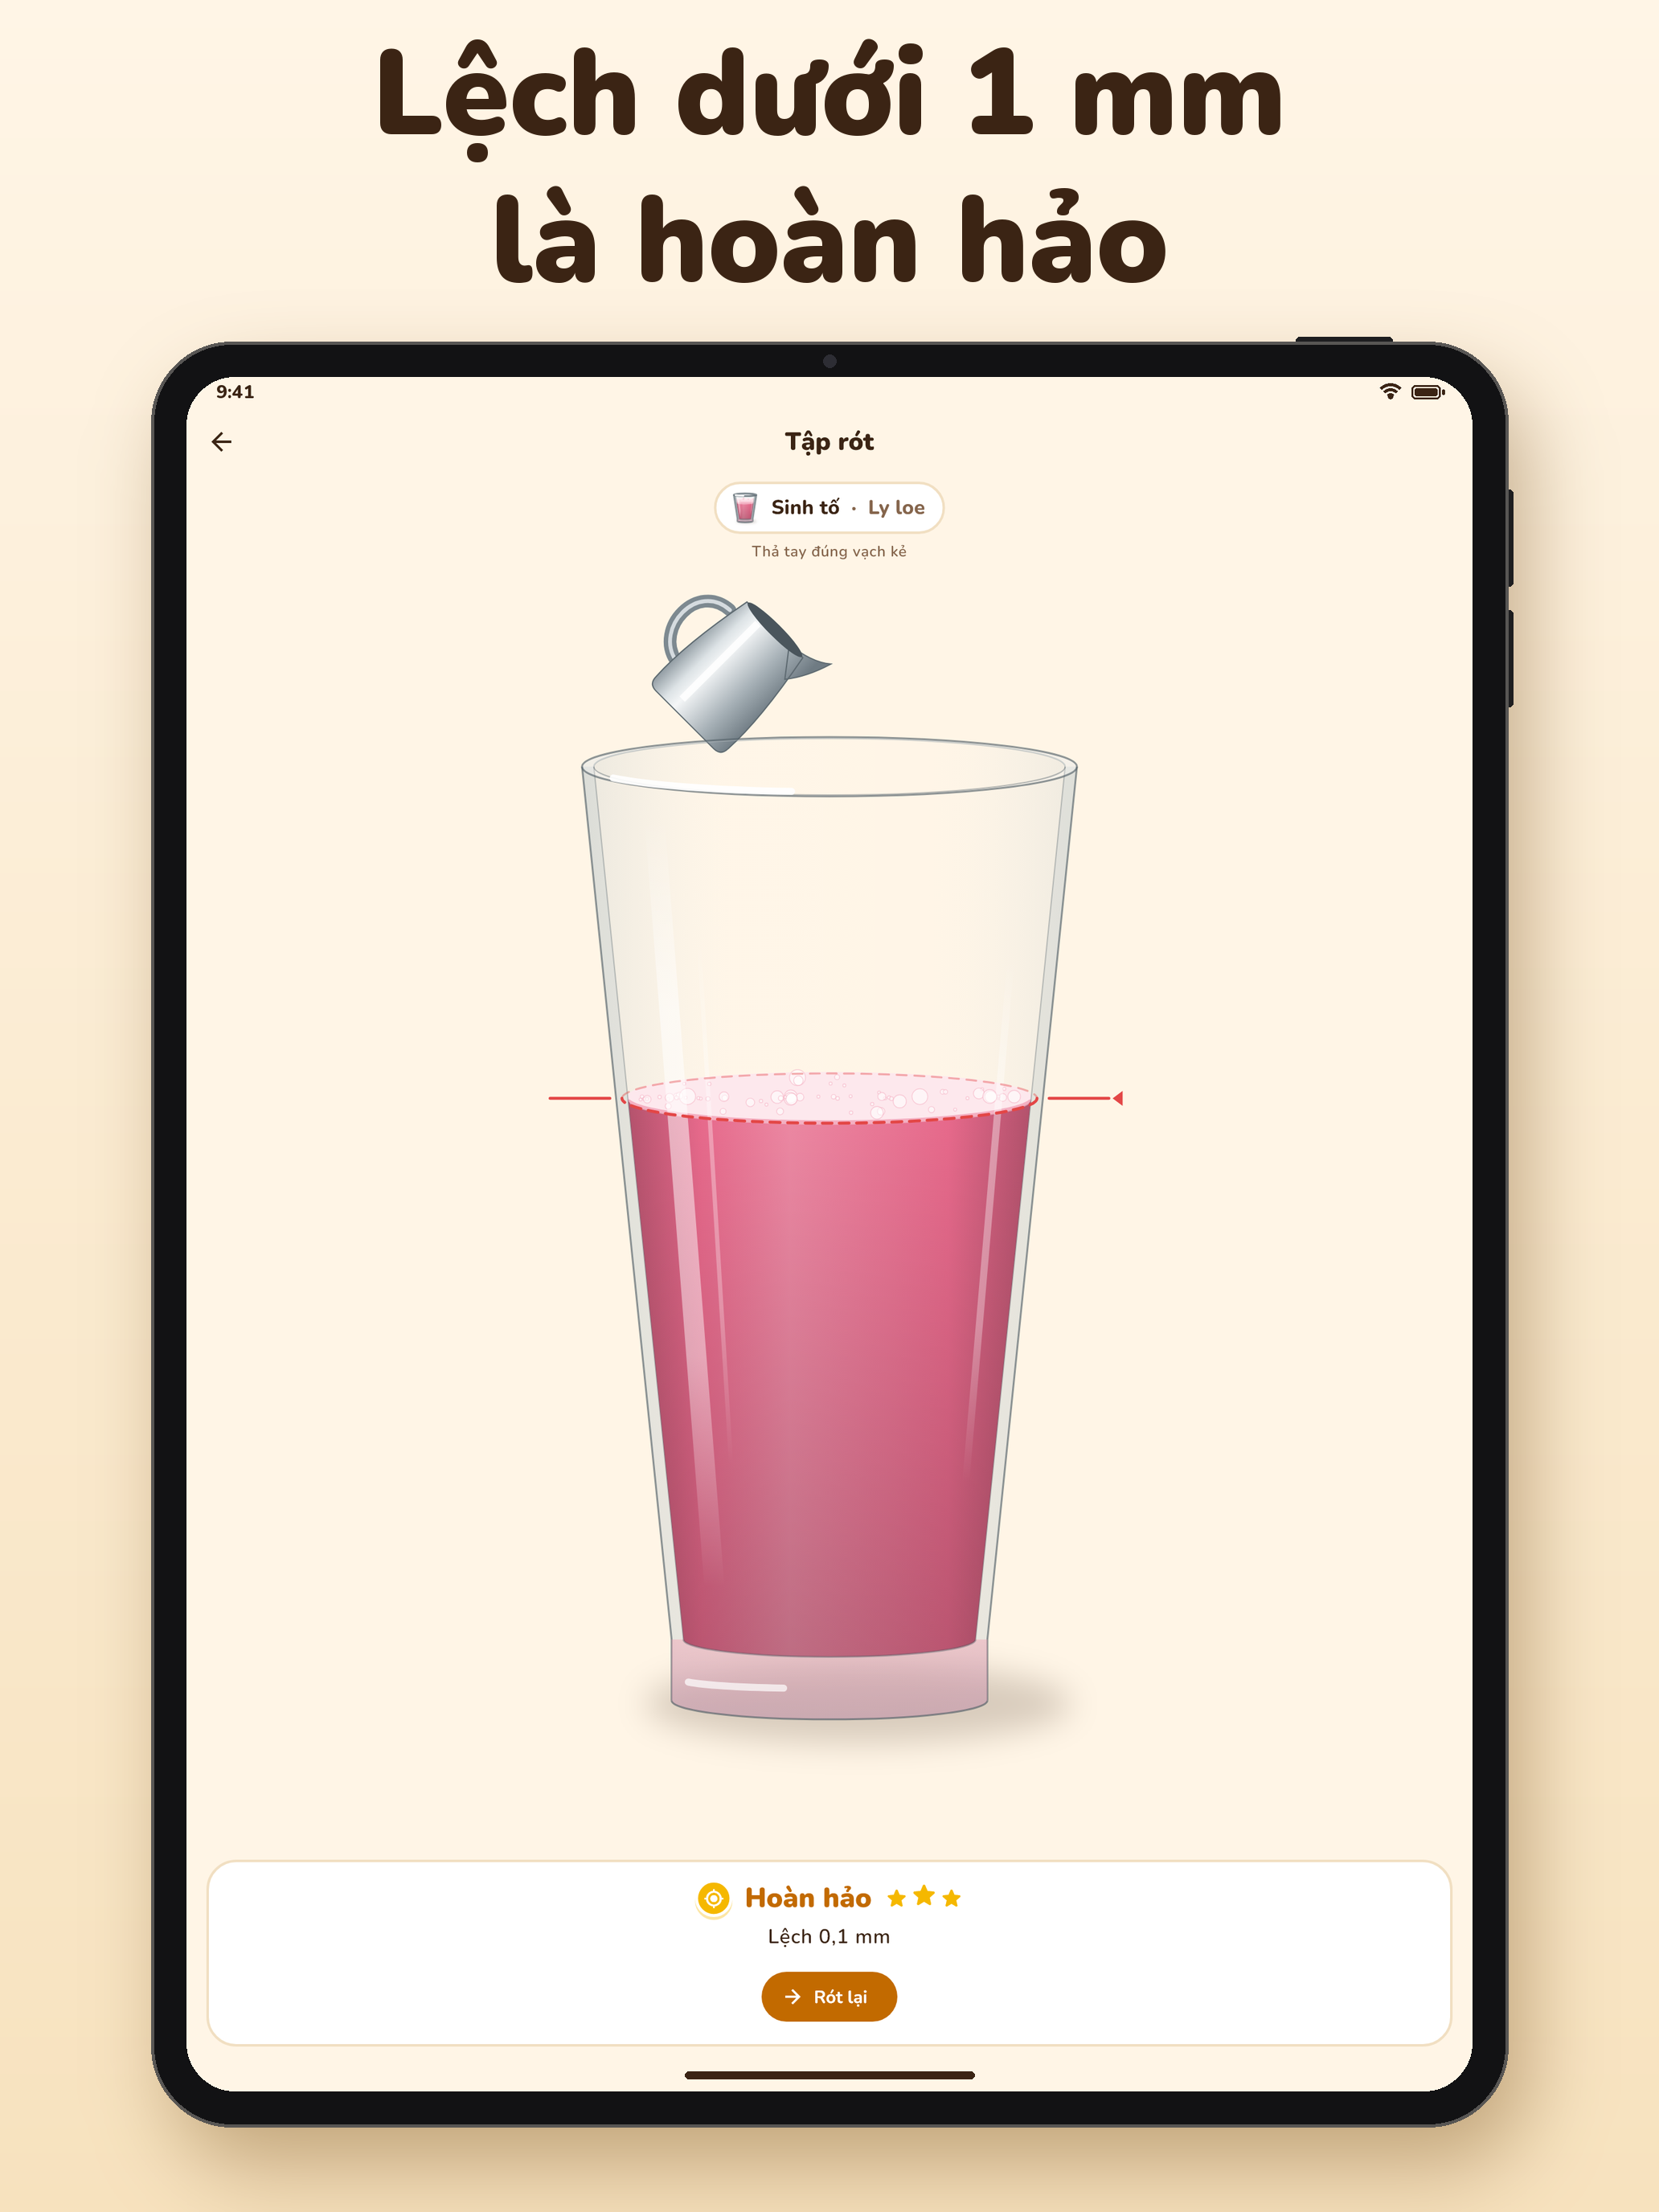 Lệch dưới 1 mm
là hoàn hảo
9:41
Tập rót
Sinh tố · Ly loe
Thả tay đúng vạch kẻ
Hoàn hảo
Lệch 0,1 mm
Rót lại